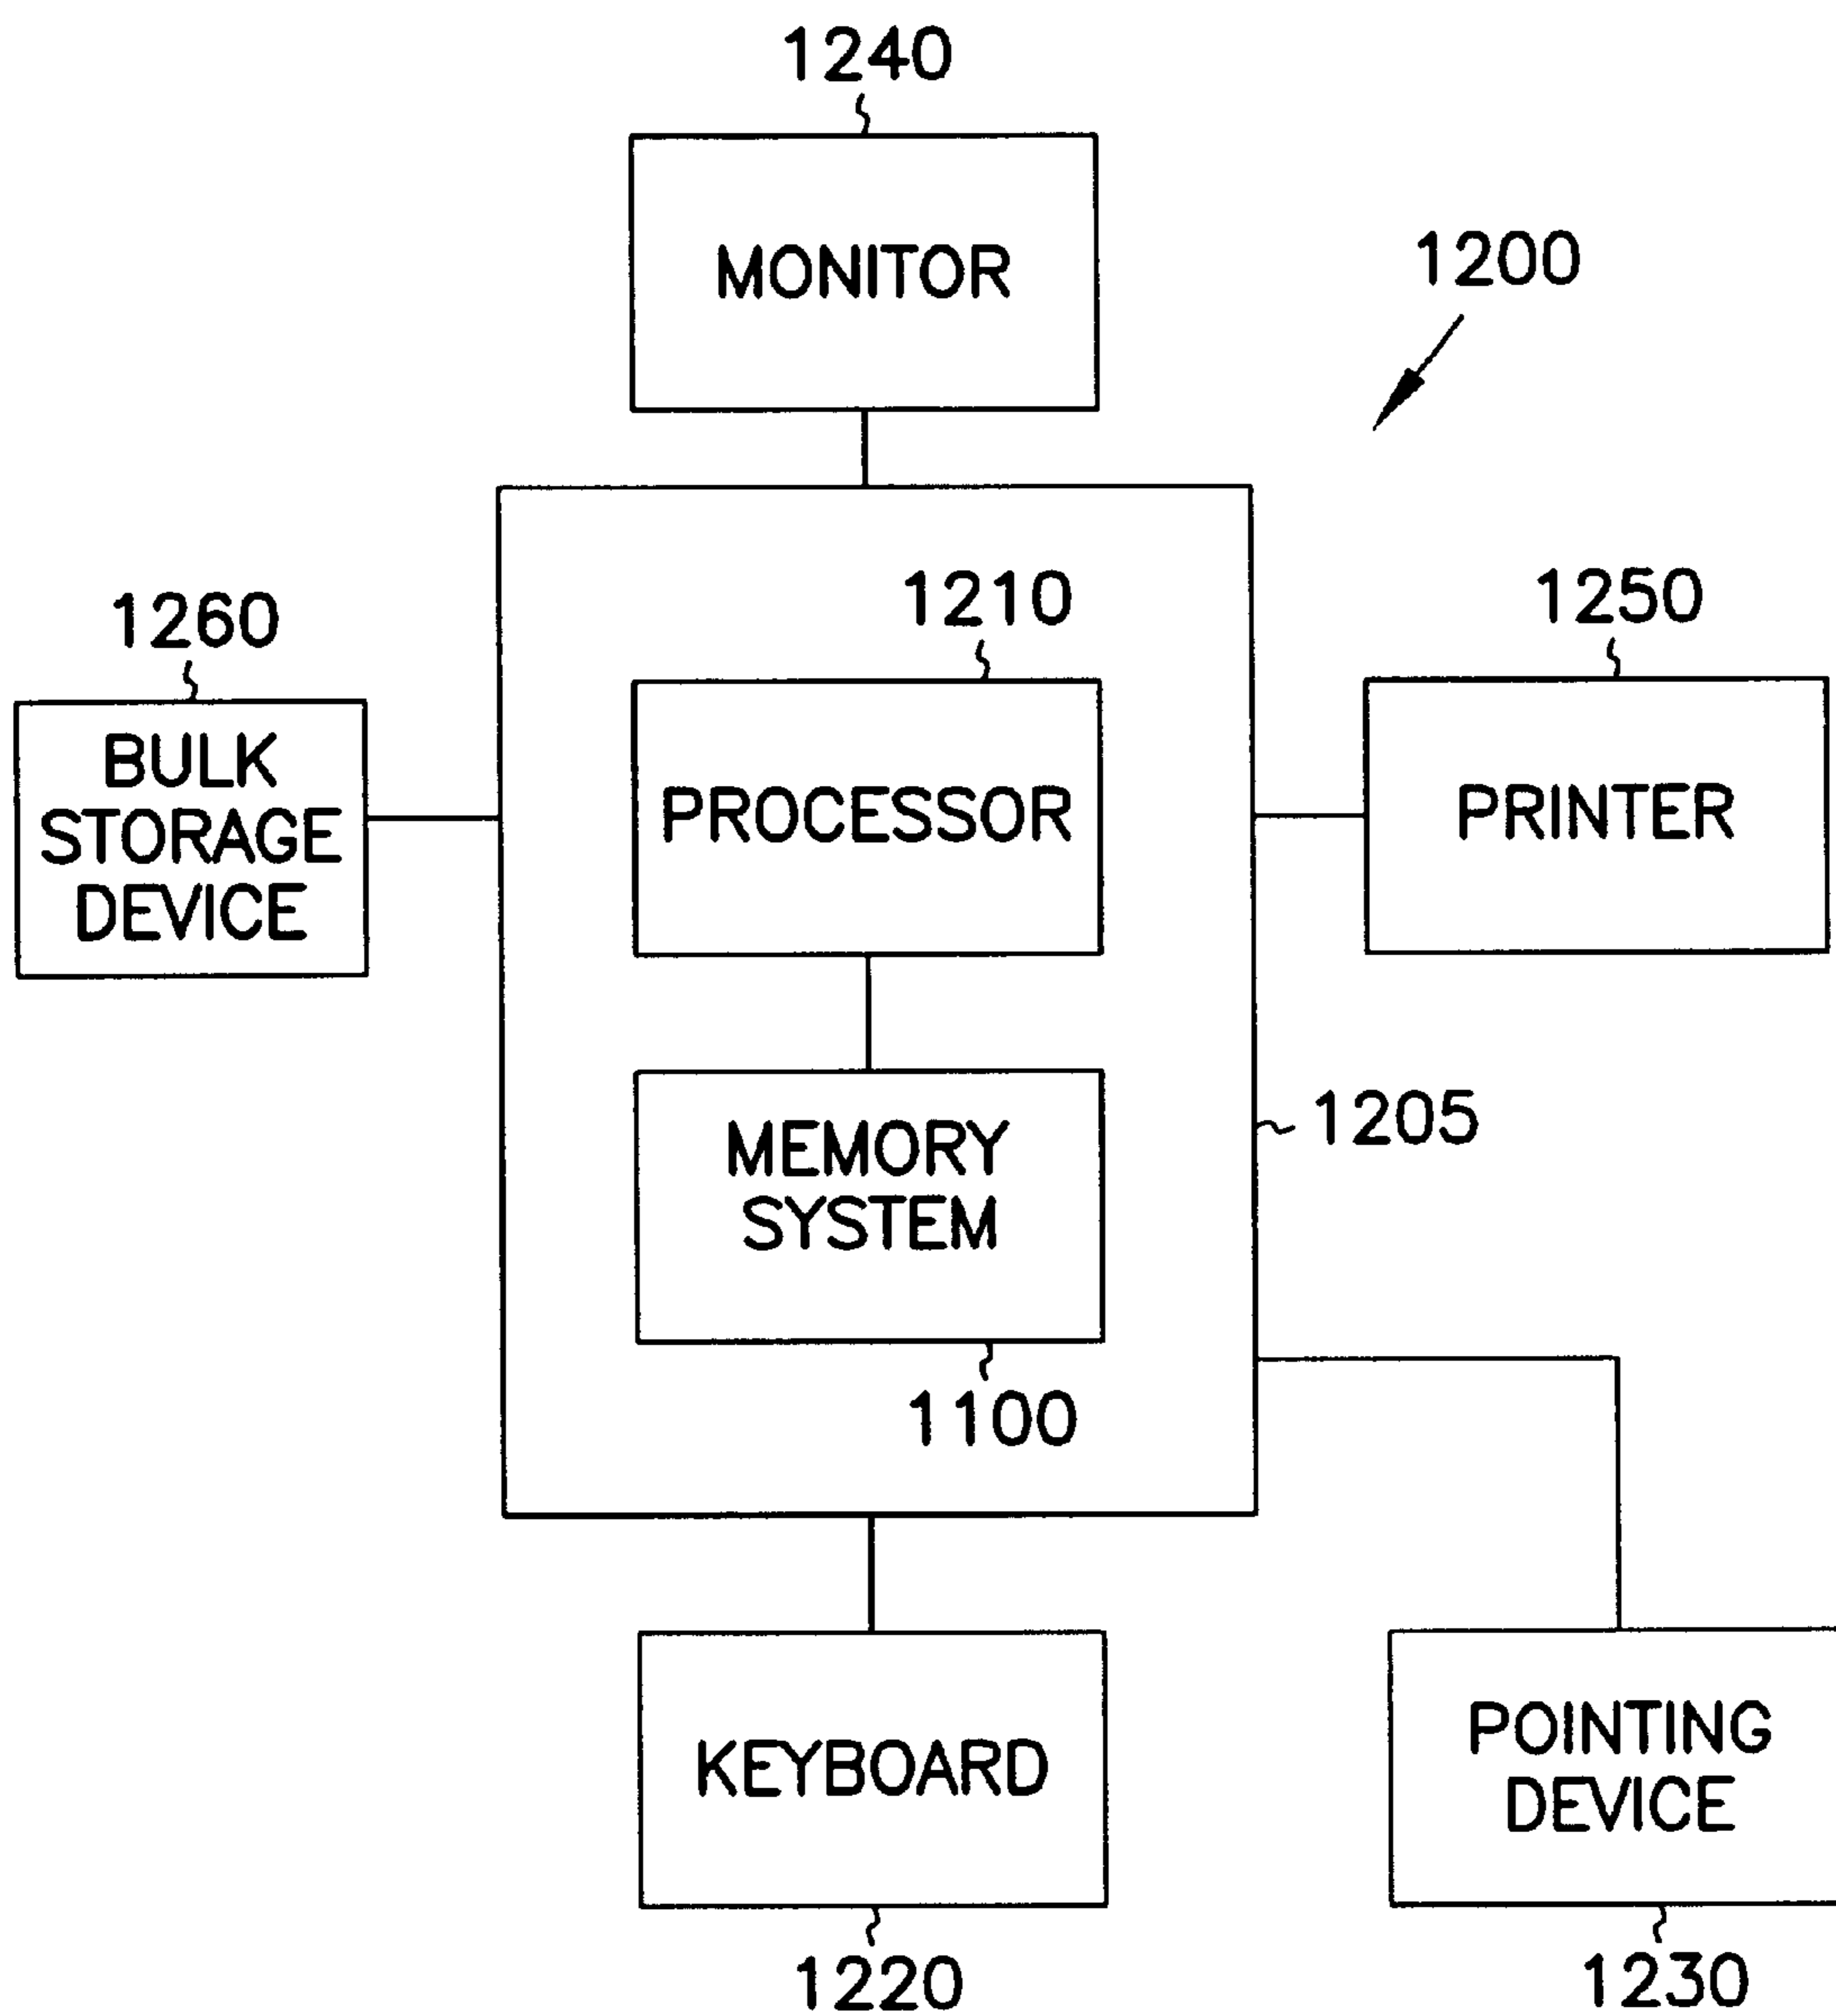 1240
MONITOR
1200
1210
1250
1260
PROCESSOR
PRINTER
BULK
STORAGE
DEVICE
1205
MEMORY
SYSTEM
1100
KEYBOARD
POINTING
DEVICE
1220
1230